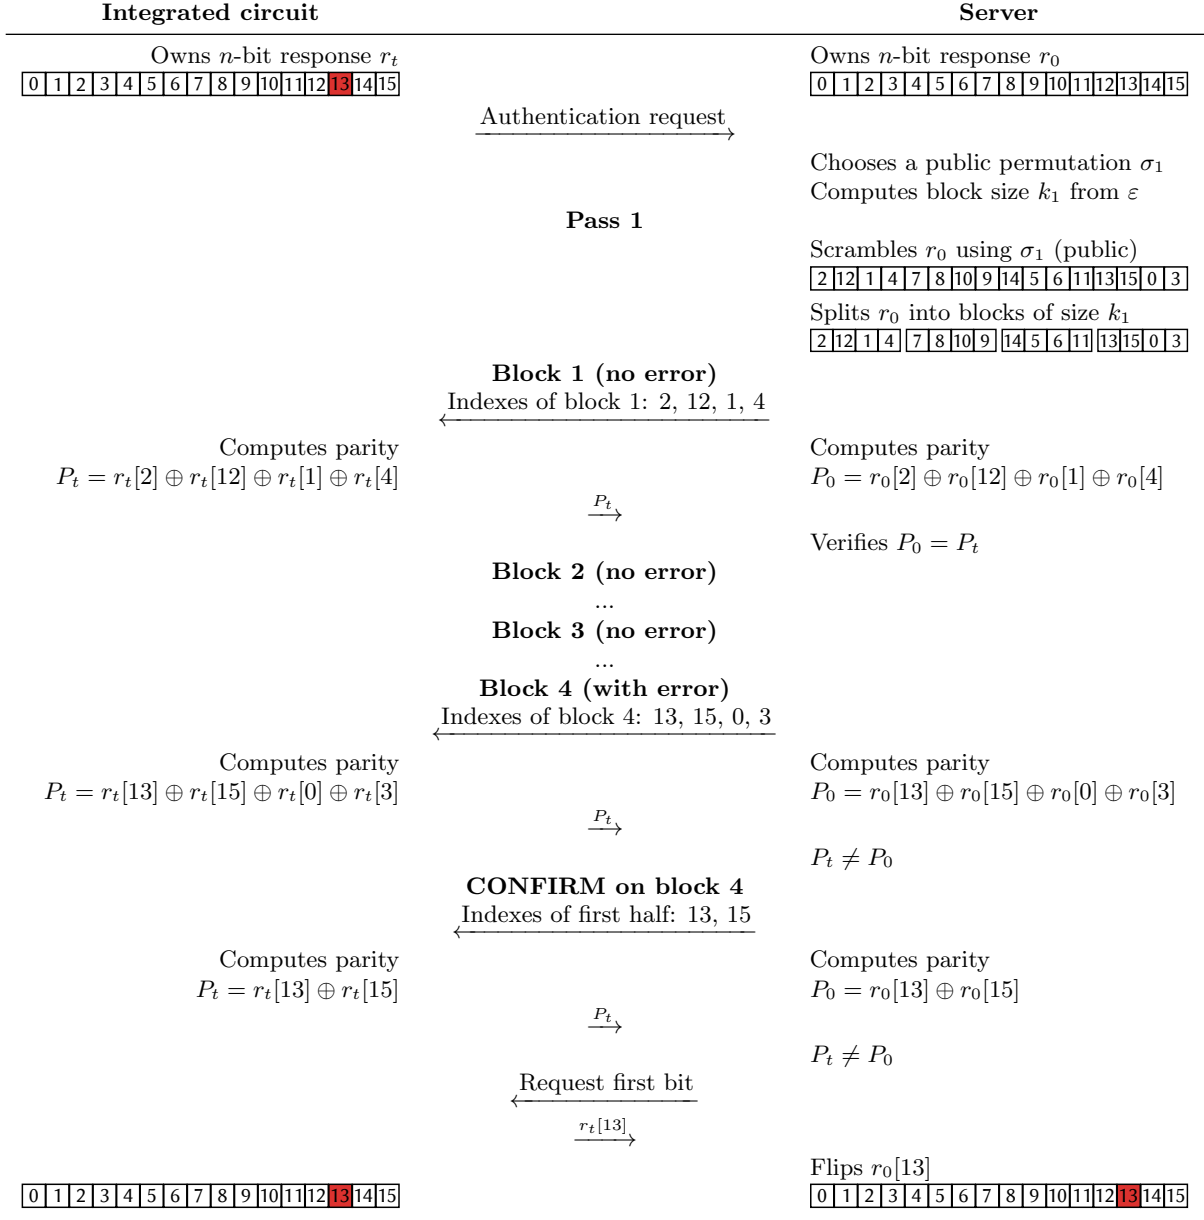 Integrated circuit Server
Owns n-bit response r_t Owns n-bit response r_0
0 1 2 3 4 5 6 7 8 9 10 11 12 13 14 15 0 1 2 3 4 5 6 7 8 9 10 11 12 13 14 15
Authentication request
Chooses a public permutation σ_1
Computes block size k_1 from ε
Pass 1
Scrambles r_0 using σ_1 (public)
2 12 1 4 7 8 10 9 14 5 6 11 13 15 0 3
Splits r_0 into blocks of size k_1
2 12 1 4 7 8 10 9 14 5 6 11 13 15 0 3
Block 1 (no error)
Indexes of block 1: 2, 12, 1, 4
Computes parity Computes parity
P_t = r_t[2] ⊕ r_t[12] ⊕ r_t[1] ⊕ r_t[4] P_0 = r_0[2] ⊕ r_0[12] ⊕ r_0[1] ⊕ r_0[4]
P_t
Verifies P_0 = P_t
Block 2 (no error)
...
Block 3 (no error)
...
Block 4 (with error)
Indexes of block 4: 13, 15, 0, 3
Computes parity Computes parity
P_t = r_t[13] ⊕ r_t[15] ⊕ r_t[0] ⊕ r_t[3] P_0 = r_0[13] ⊕ r_0[15] ⊕ r_0[0] ⊕ r_0[3]
P_t
P_t ≠ P_0
CONFIRM on block 4
Indexes of first half: 13, 15
Computes parity Computes parity
P_t = r_t[13] ⊕ r_t[15] P_0 = r_0[13] ⊕ r_0[15]
P_t
P_t ≠ P_0
Request first bit
r_t[13]
Flips r_0[13]
0 1 2 3 4 5 6 7 8 9 10 11 12 13 14 15 0 1 2 3 4 5 6 7 8 9 10 11 12 13 14 15